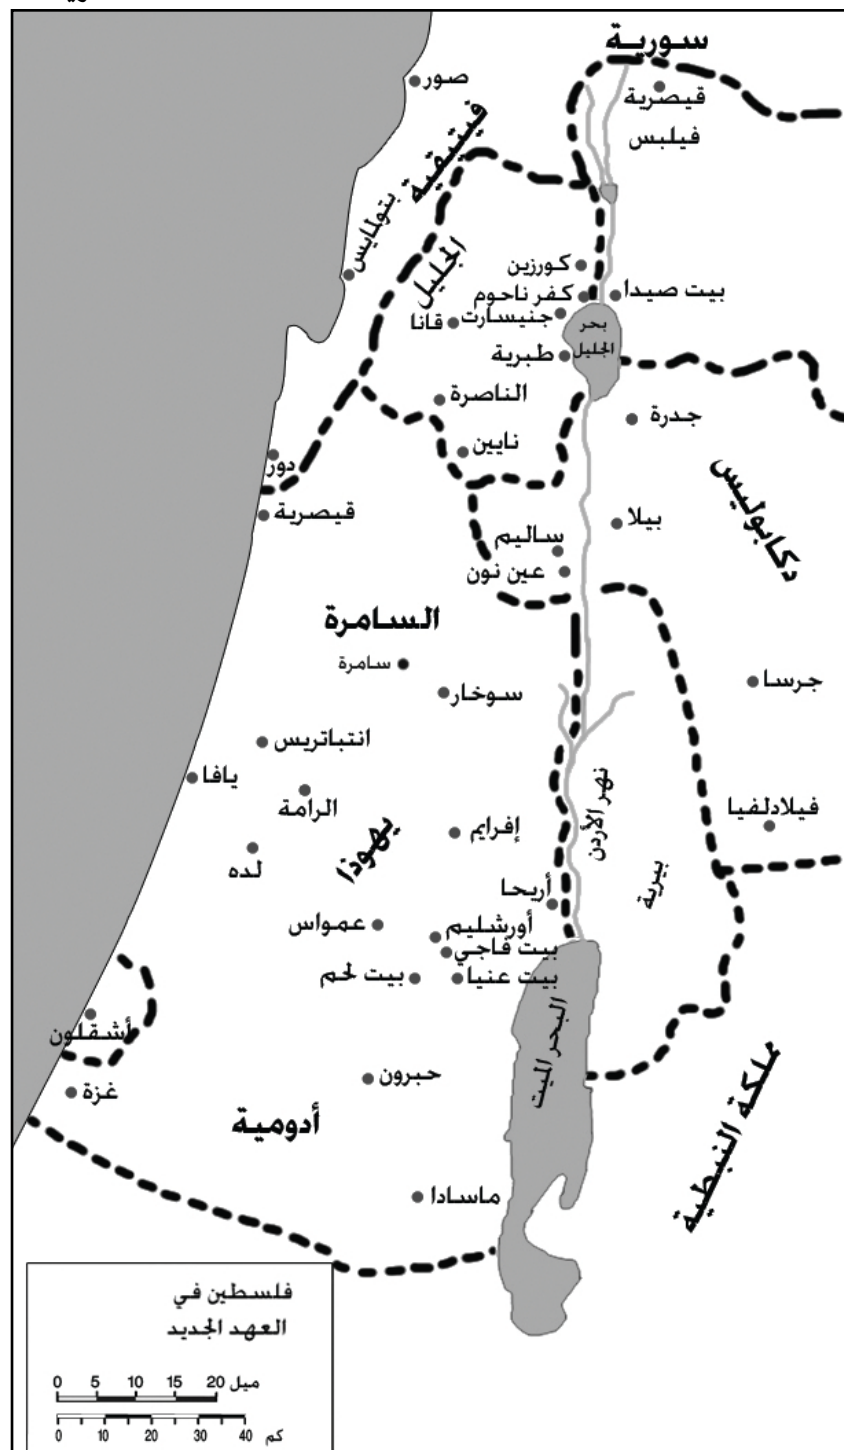 سورية
صور
قيصرية
فيلبس
فينيقية
بتولمايس
الجليل
كورزين
كفر ناحوم
بيت صيدا
جنيسارت
قانا
بحر
الجليل
طبرية
الناصرة
جدرة
نايين
دور
دكابوليس
قيصرية
بيلا
ساليم
عين نون
السامرة
سامرة
جرسا
سوخار
انتباتريس
يافا
الرامة
نهر الأردن
فيلادلفيا
إفرايم
يهوذا
لده
بيرية
أريحا
عمواس
أورشليم
بيت فاجي
بيت لحم
بيت عنيا
البحر الميت
أشقلون
حبرون
غزة
أدومية
ملكة النبطية
ماسادا
فلسطين في
العهد الجديد
0 5 10 15 20 ميل
0 10 20 30 40 كم